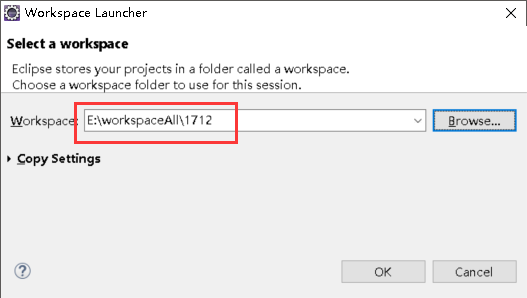 Workspace Launcher
Select a workspace
Eclipse stores your projects in a folder called a workspace.
Choose a workspace folder to use for this session.
Workspace: E:\workspaceAll\1712 Browse...
Copy Settings
? OK Cancel